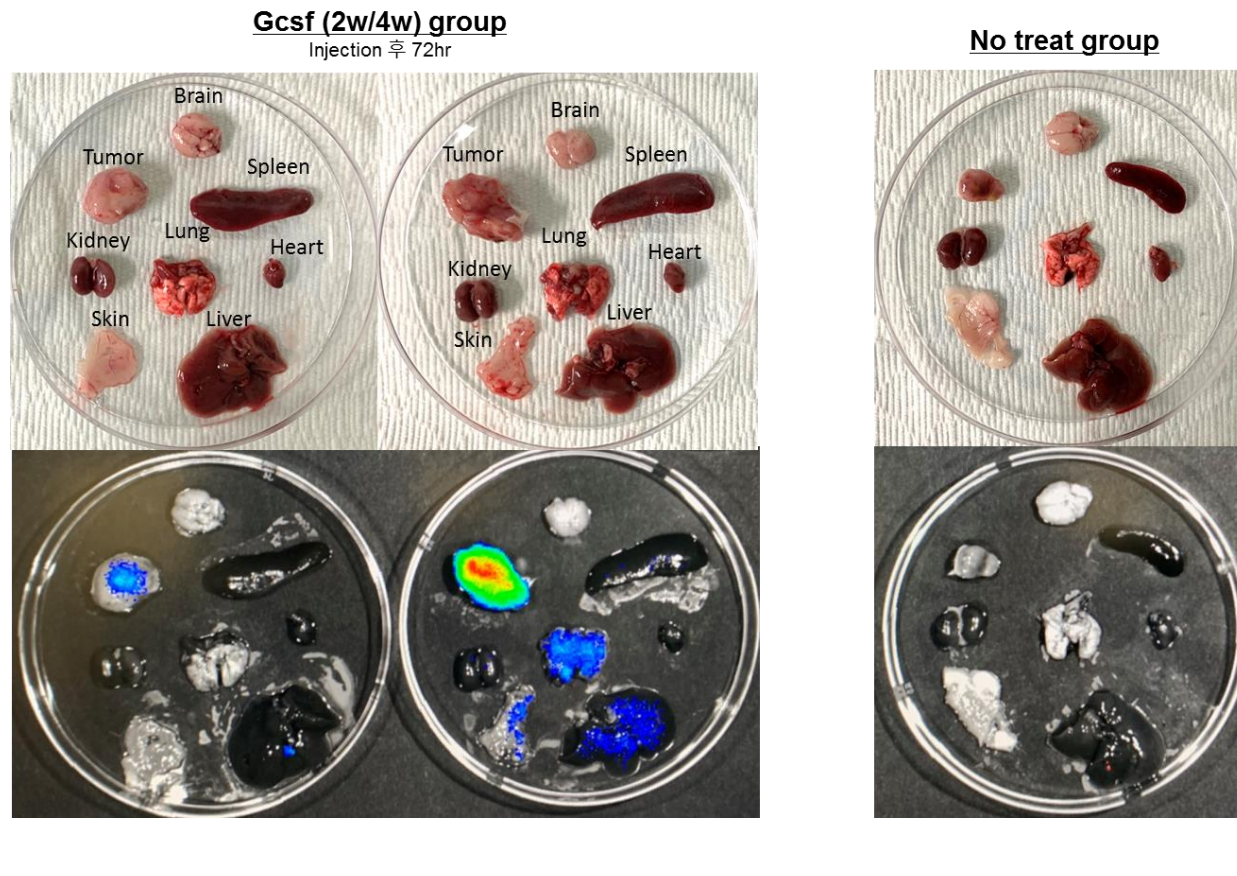 Gcsf (2w/4w) group
Injection 후 72hr
No treat group
Brain
Tumor
Spleen
Kidney
Lung
Heart
Skin
Liver
Brain
Tumor
Spleen
Lung
Heart
Kidney
Liver
Skin